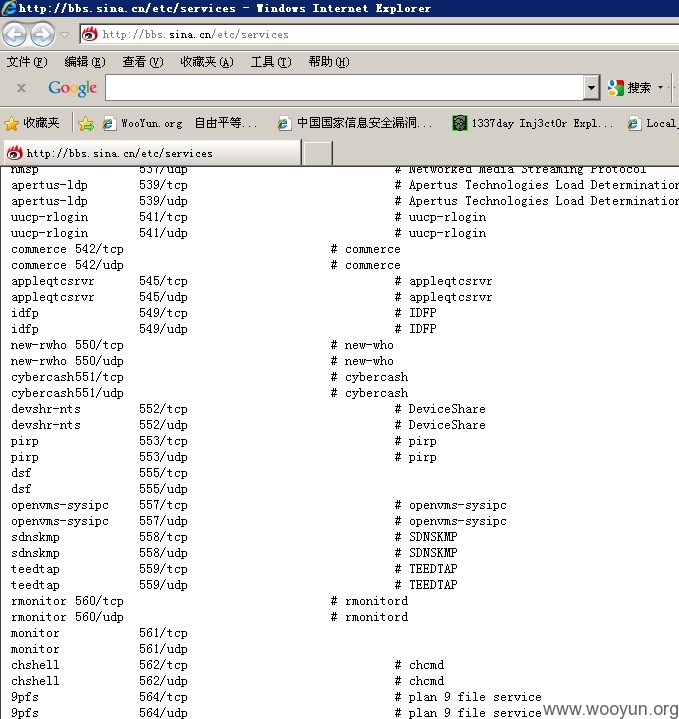 http://bbs.sina.cn/etc/services - Windows Internet Explorer
http://bbs.sina.cn/etc/services
文件(F) 编辑(E) 查看(V) 收藏夹(A) 工具(T) 帮助(H)
x Google 搜索
收藏夹 WooYun.org 自由平等... 中国国家信息安全漏洞... 1337day Inj3ct0r Expl... Local_
http://bbs.sina.cn/etc/services
nmsp 537/udp # Networked Media Streaming Protocol
apertus-ldp 539/tcp # Apertus Technologies Load Determination
apertus-ldp 539/udp # Apertus Technologies Load Determination
uucp-rlogin 541/tcp # uucp-rlogin
uucp-rlogin 541/udp # uucp-rlogin
commerce 542/tcp # commerce
commerce 542/udp # commerce
appleqtcsrvr 545/tcp # appleqtcsrvr
appleqtcsrvr 545/udp # appleqtcsrvr
idfp 549/tcp # IDFP
idfp 549/udp # IDFP
new-rwho 550/tcp # new-who
new-rwho 550/udp # new-who
cybercash551/tcp # cybercash
cybercash551/udp # cybercash
devshr-nts 552/tcp # DeviceShare
devshr-nts 552/udp # DeviceShare
pirp 553/tcp # pirp
pirp 553/udp # pirp
dsf 555/tcp
dsf 555/udp
openvms-sysipc 557/tcp # openvms-sysipc
openvms-sysipc 557/udp # openvms-sysipc
sdnskmp 558/tcp # SDNSKMP
sdnskmp 558/udp # SDNSKMP
teedtap 559/tcp # TEEDTAP
teedtap 559/udp # TEEDTAP
rmonitor 560/tcp # rmonitord
rmonitor 560/udp # rmonitord
monitor 561/tcp
monitor 561/udp
chshell 562/tcp # chcmd
chshell 562/udp # chcmd
9pfs 564/tcp # plan 9 file service
9pfs 564/udp # plan 9 file service
www.wooyun.org